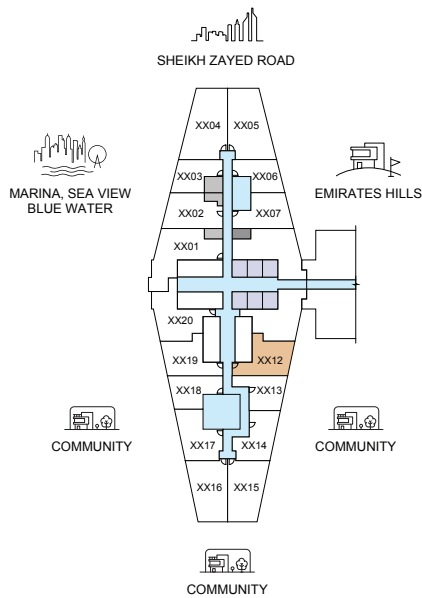 SHEIKH ZAYED ROAD
XX04 XX05
MARINA, SEA VIEW
BLUE WATER
XX03 XX06
EMIRATES HILLS
XX02 XX07
XX01
XX20
XX19 XX12
XX18 XX13
COMMUNITY
XX17 XX14
COMMUNITY
XX16 XX15
COMMUNITY